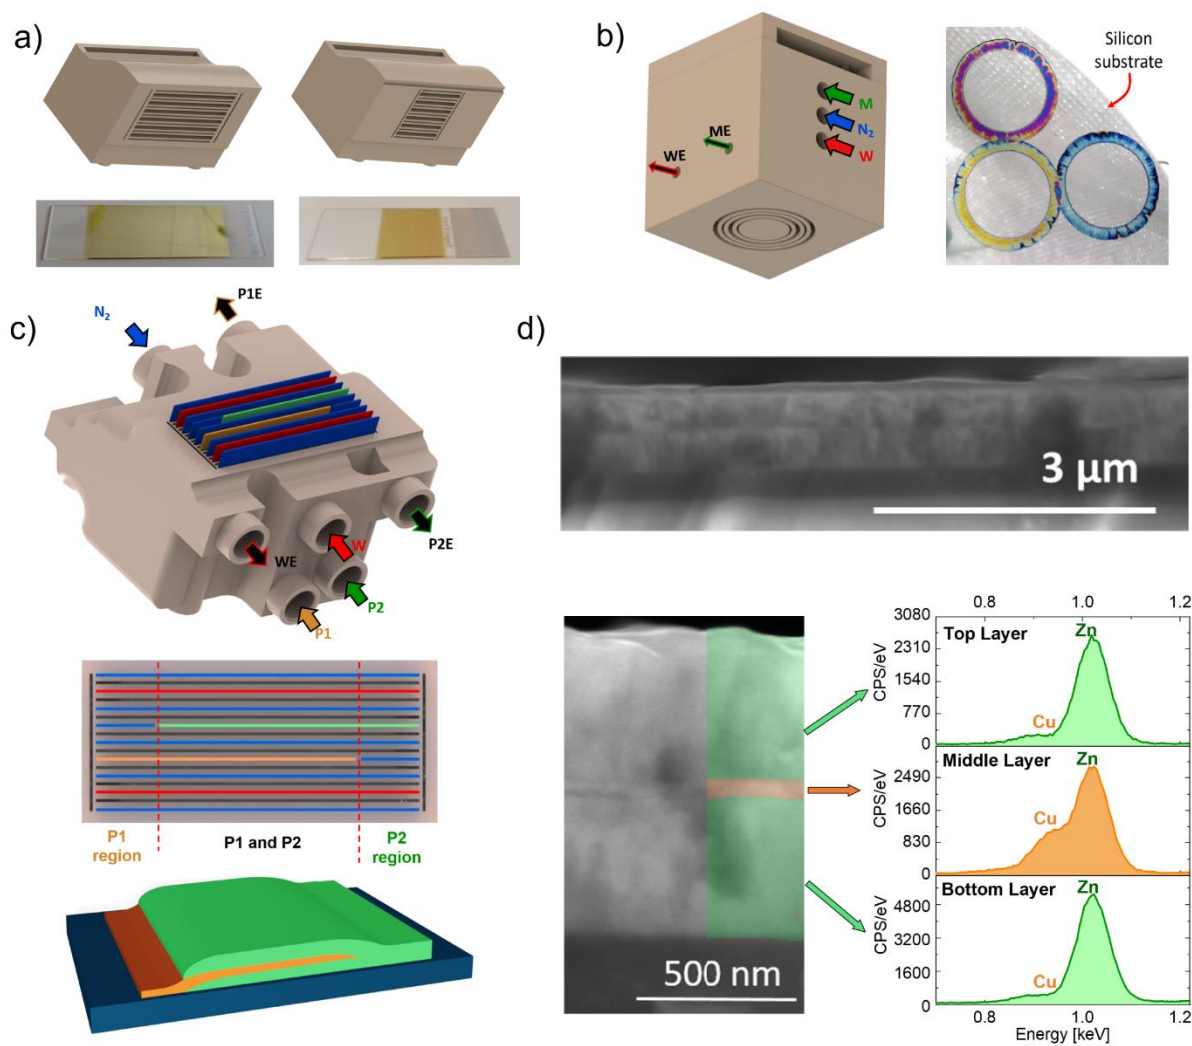 a)
b)
M
N₂
W
ME
WE
Silicon
substrate
c)
N₂
P1E
WE
W
P2E
P2
P1
P1
region
P1 and P2
P2
region
d)
3 µm
500 nm
0.8 1.0 1.2
3080
2310
1540
770
0
CPS/eV
Top Layer
Zn
Cu
2490
1660
830
0
CPS/eV
Middle Layer
Zn
Cu
4800
3200
1600
0
CPS/eV
Bottom Layer
Zn
Cu
0.8 1.0 1.2
Energy [keV]